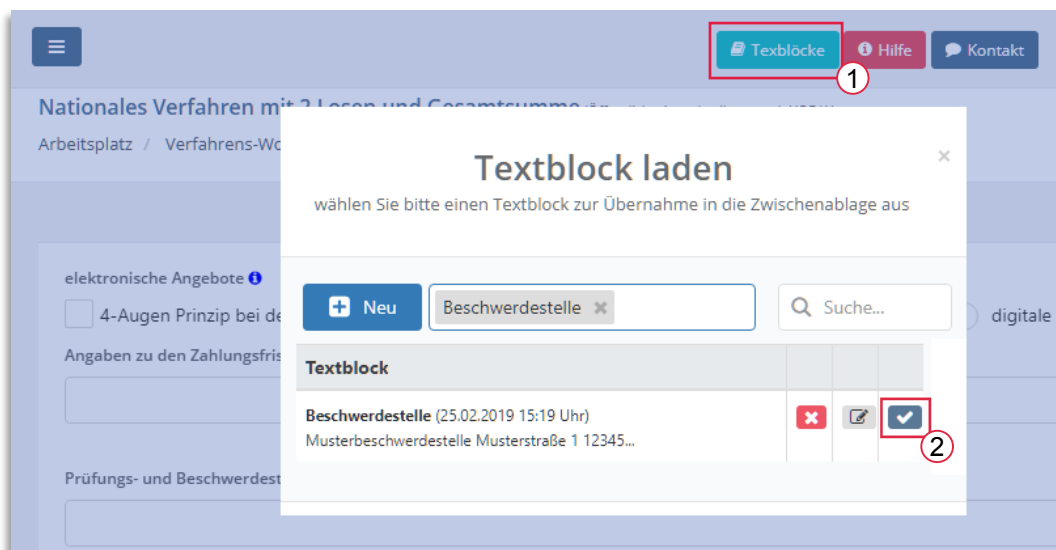 Texblöcke
Hilfe
Kontakt
1
Nationales Verfahren mit 2 Losen und Gesamtsumme
Arbeitsplatz / Verfahrens-Wo
Textblock laden
×
wählen Sie bitte einen Textblock zur Übernahme in die Zwischenablage aus
elektronische Angebote
Neu
Beschwerdestelle ×
Suche...
4-Augen Prinzip bei de
digitale
Angaben zu den Zahlungsfris
Textblock
Beschwerdestelle (25.02.2019 15:19 Uhr)
Musterbeschwerdestelle Musterstraße 1 12345...
2
Prüfungs- und Beschwerdest